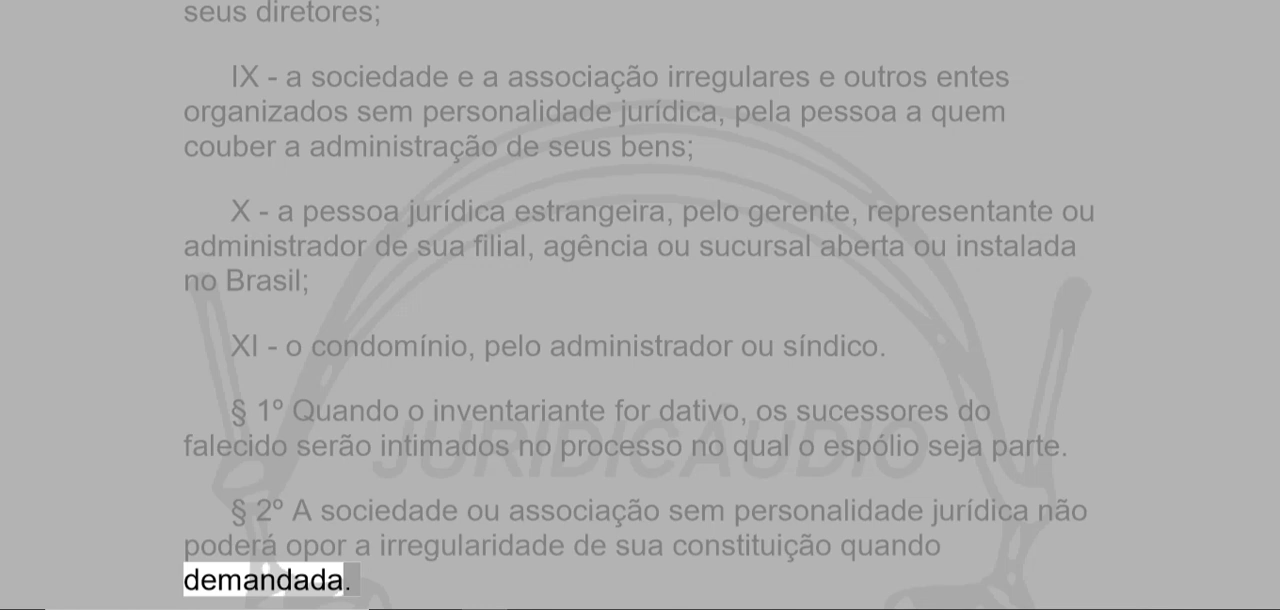 seus diretores;
IX - a sociedade e a associação irregulares e outros entes
organizados sem personalidade jurídica, pela pessoa a quem
couber a administração de seus bens;
X - a pessoa jurídica estrangeira, pelo gerente, representante ou
administrador de sua filial, agência ou sucursal aberta ou instalada
no Brasil;
XI - o condomínio, pelo administrador ou síndico.
§ 1º Quando o inventariante for dativo, os sucessores do
falecido serão intimados no processo no qual o espólio seja parte.
JURIDICAUDIO
§ 2º A sociedade ou associação sem personalidade jurídica não
poderá opor a irregularidade de sua constituição quando
demandada.